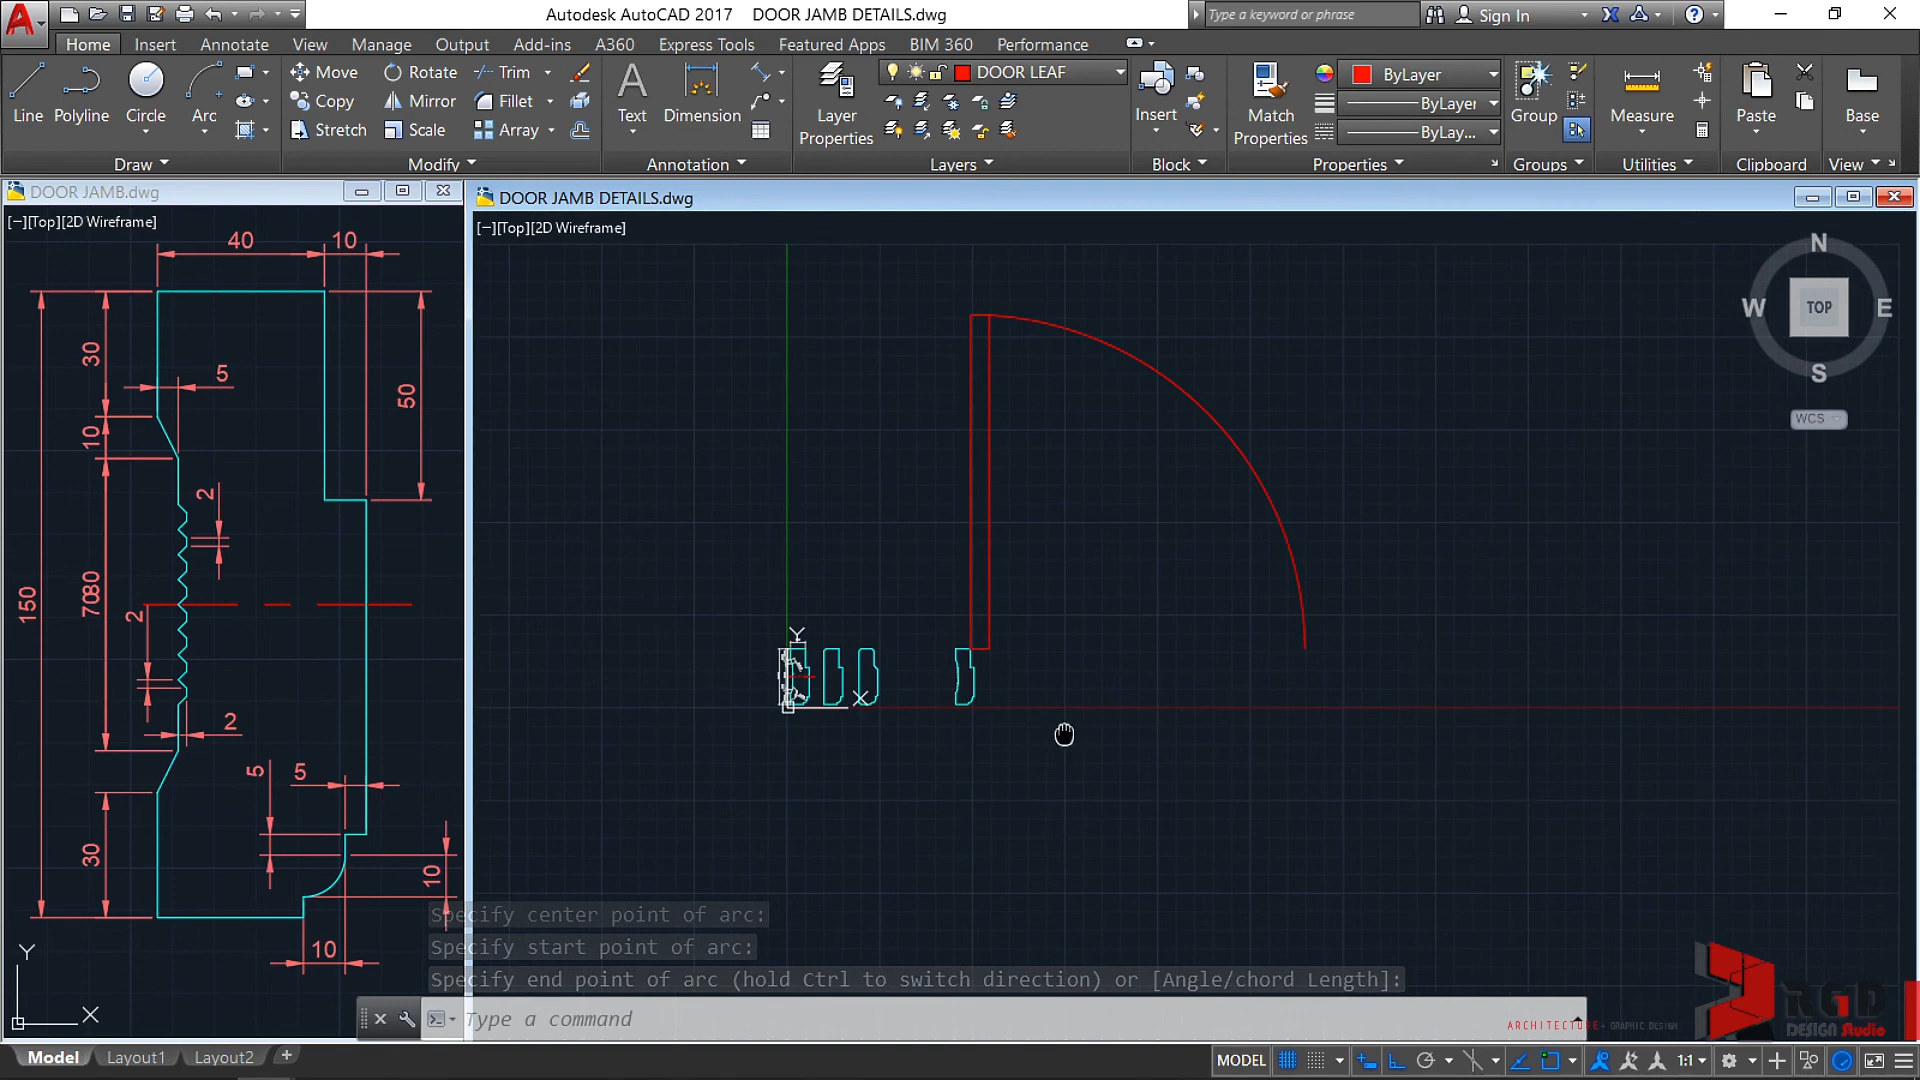 Autodesk AutoCAD 2017 DOOR JAMB DETAILS.dwg
Type a keyword or phrase
Sign In
Home Insert Annotate View Manage Output Add-ins A360 Express Tools Featured Apps BIM 360 Performance
Line Polyline Circle Arc
Move Rotate Trim
Copy Mirror Fillet
Stretch Scale Array
Text Dimension
Layer Properties
DOOR LEAF
Insert
Match Properties
ByLayer
ByLayer
ByLay...
Group Measure Paste Base
Draw Modify Annotation Layers Block Properties Groups Utilities Clipboard View
DOOR JAMB.dwg
[−][Top][2D Wireframe]
40
10
30
5
50
10
2
150
7080
2
2
5
5
30
10
10
Y
X
DOOR JAMB DETAILS.dwg
[−][Top][2D Wireframe]
N
W TOP E
S
WCS
Y
X
Specify center point of arc:
Specify start point of arc:
Specify end point of arc (hold Ctrl to switch direction) or [Angle/chord Length]:
Type a command
RGD
DESIGN Studio
ARCHITECTURE + GRAPHIC DESIGN
Model Layout1 Layout2 +
MODEL
1:1